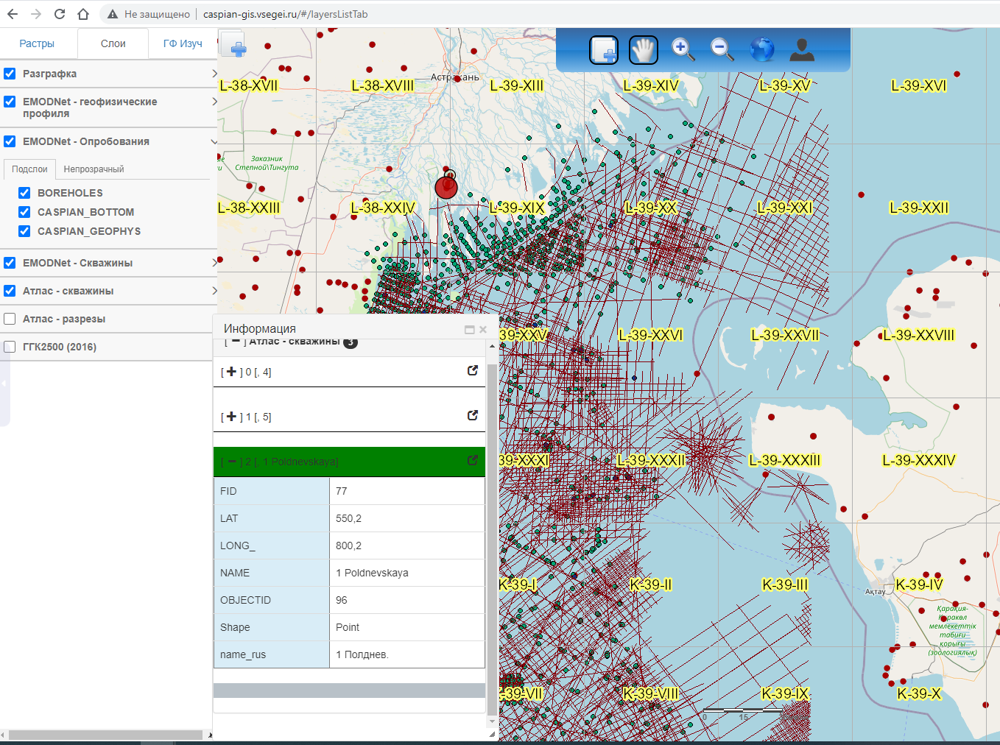 Не защищено
caspian-gis.vsegei.ru/#/layersListTab
Растры
Слои
ГФ Изуч
Разграфка
EMODNet - геофизические
профиля
EMODNet - Опробования
Подслои
Непрозрачный
BOREHOLES
CASPIAN_BOTTOM
CASPIAN_GEOPHYS
EMODNet - Скважины
Атлас - скважины
Атлас - разрезы
ГГК2500 (2016)
Астрахань
L-38-XVII
L-38-XVIII
L-39-XIII
L-39-XIV
L-39-XV
L-39-XVI
Заказник
Степной\Тингута
L-38-XXIII
L-38-XXIV
L-39-XIX
L-39-XX
L-39-XXI
L-39-XXII
39-XXV
L-39-XXVI
L-39-XXVII
L-39-XXVIII
39-XXXI
L-39-XXXII
L-39-XXXIII
L-39-XXXIV
K-39-I
K-39-II
K-39-III
K-39-IV
Ақтау
Қарақия-
Қаракөл
мемлекеттік
табиғи
қорығы
(зоологиялық)
-39-VII
K-39-VIII
K-39-IX
K-39-X
0
15
Информация
[ − ] Атлас - скважины 3
[ + ] 0 [, 4]
[ + ] 1 [, 5]
[ − ] 2 [, 1 Poldnevskaya]
FID 77
LAT 550,2
LONG_ 800,2
NAME 1 Poldnevskaya
OBJECTID 96
Shape Point
name_rus 1 Полднев.